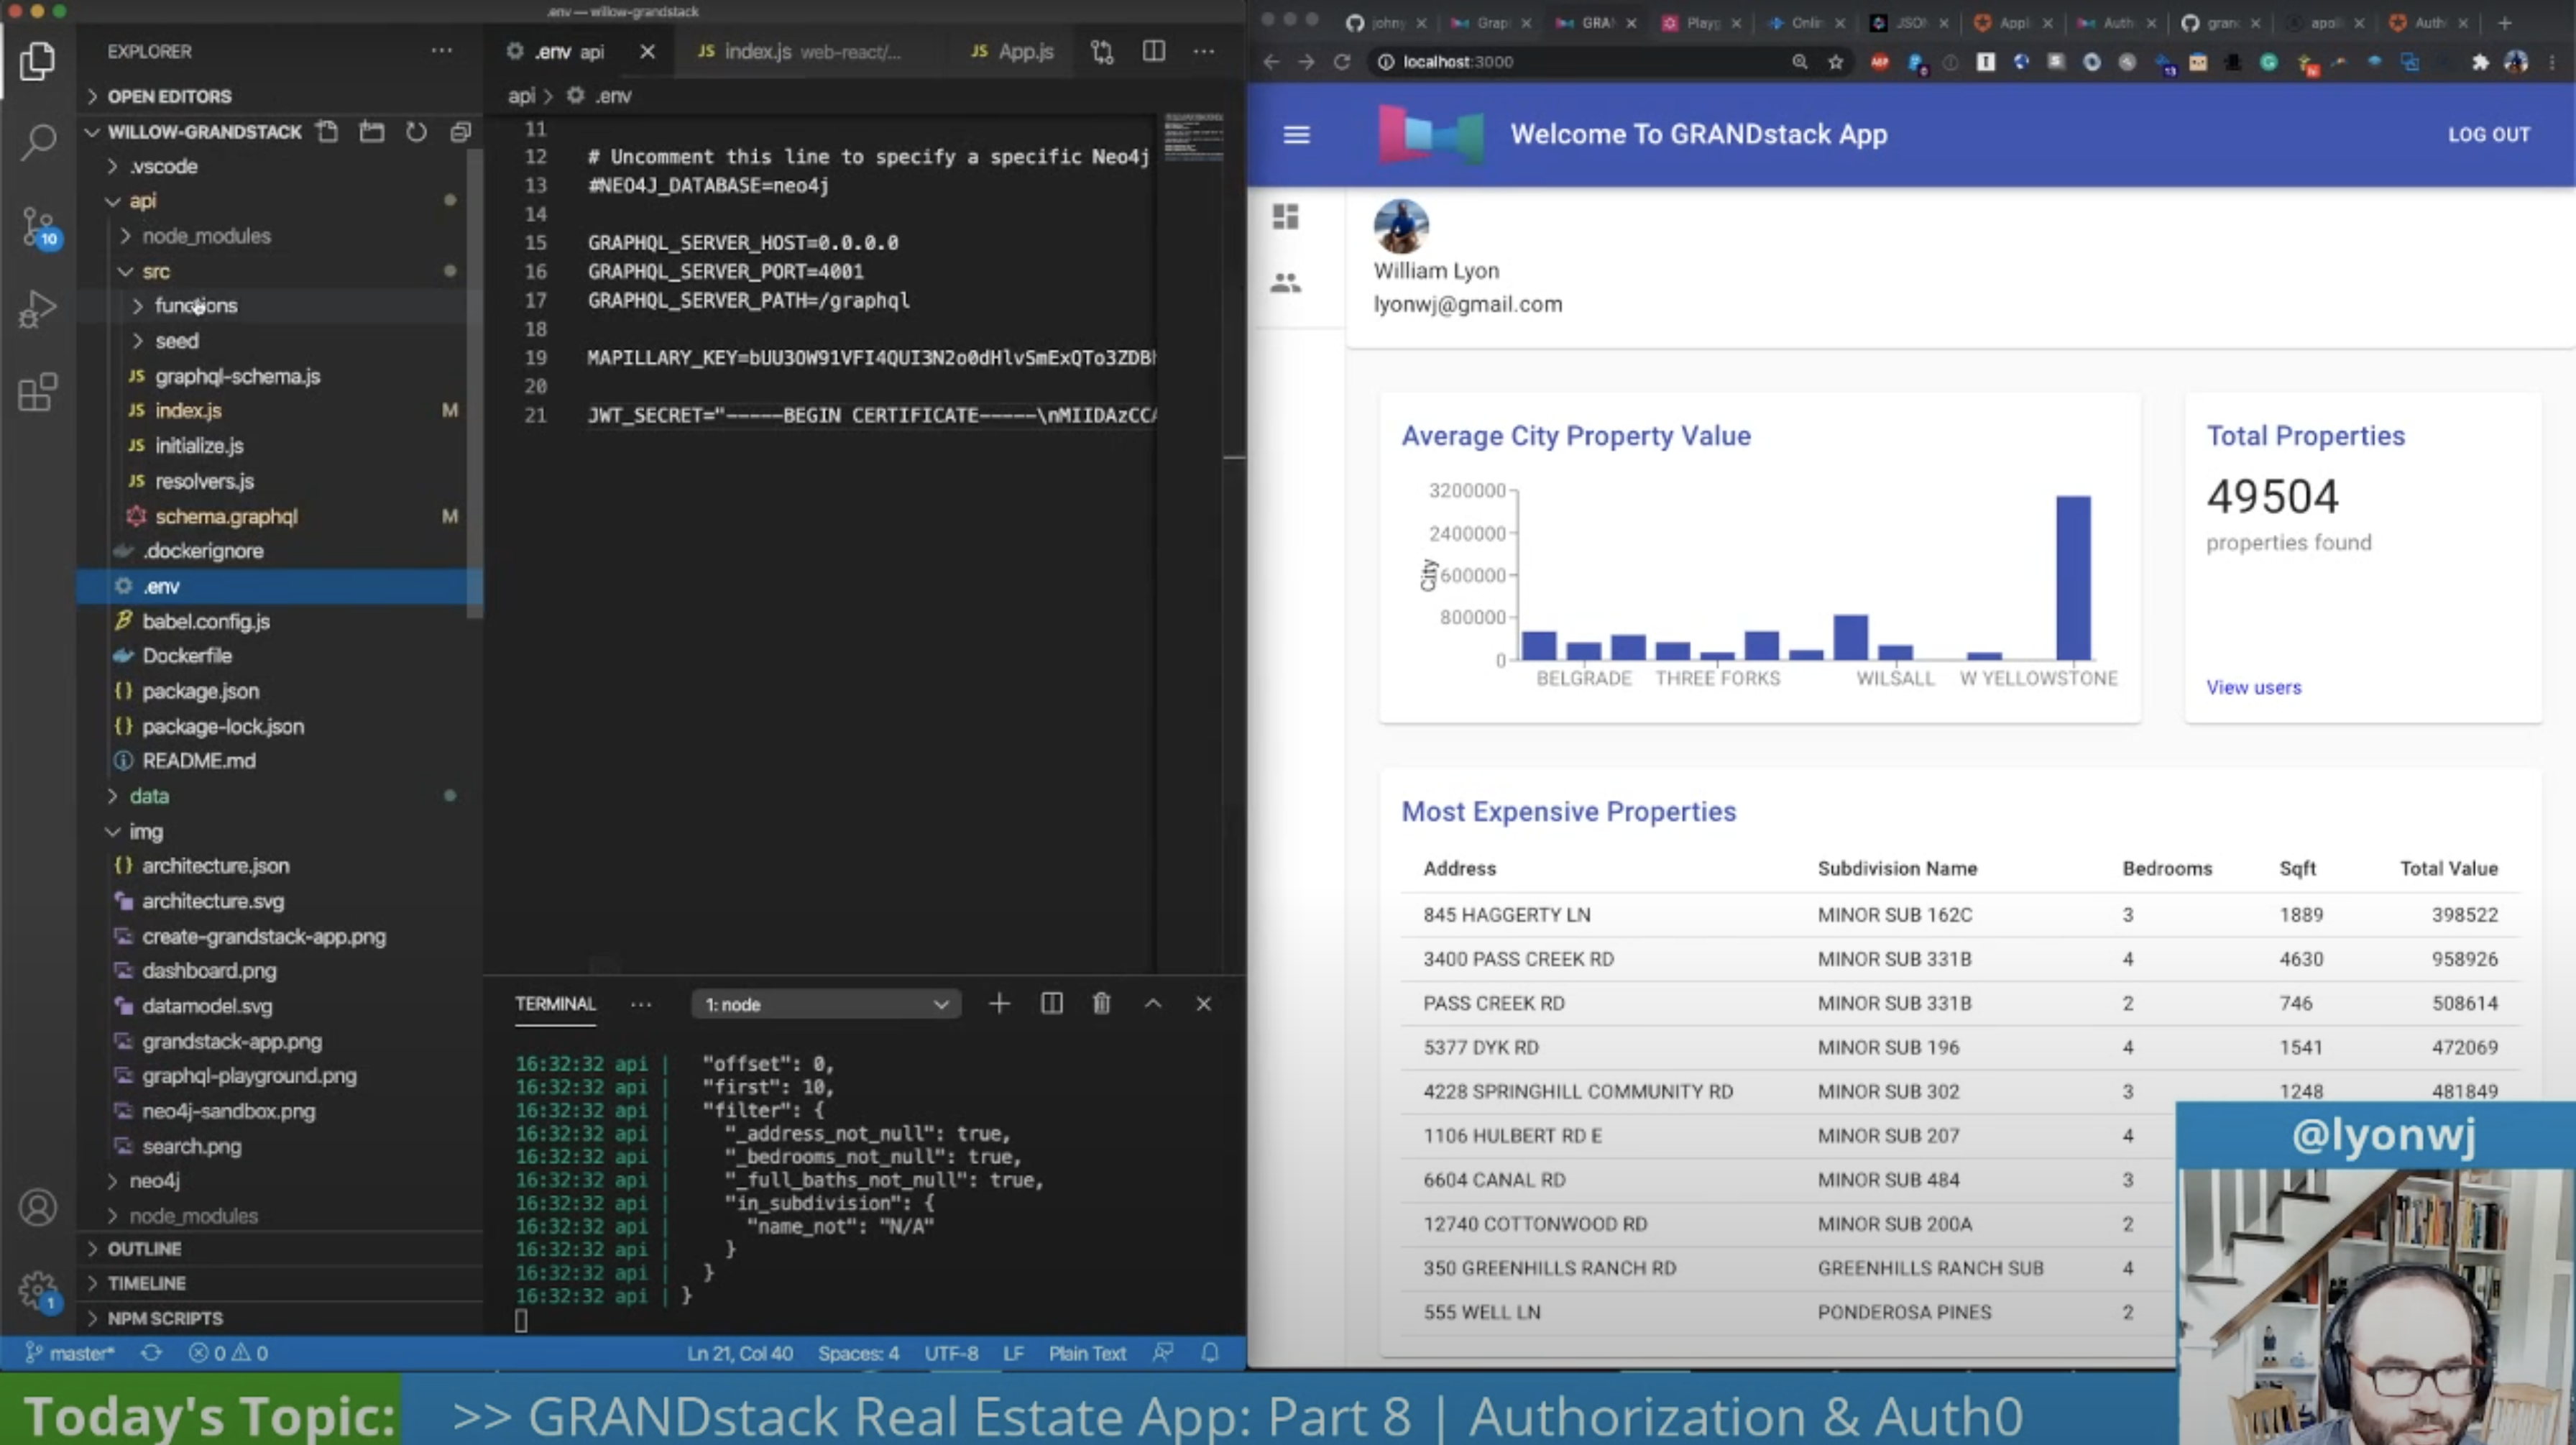 .env — willow-grandstack
EXPLORER
OPEN EDITORS
WILLOW-GRANDSTACK
.vscode
api
node_modules
src
functions
seed
JS graphql-schema.js
JS index.js M
JS initialize.js
JS resolvers.js
schema.graphql M
.dockerignore
.env
babel.config.js
Dockerfile
{} package.json
{} package-lock.json
README.md
data
img
{} architecture.json
architecture.svg
create-grandstack-app.png
dashboard.png
datamodel.svg
grandstack-app.png
graphql-playground.png
neo4j-sandbox.png
search.png
neo4j
node_modules
OUTLINE
TIMELINE
NPM SCRIPTS
10
1
.env api
JS index.js web-react/...
JS App.js
api > .env
11
12 # Uncomment this line to specify a specific Neo4j
13 #NEO4J_DATABASE=neo4j
14
15 GRAPHQL_SERVER_HOST=0.0.0.0
16 GRAPHQL_SERVER_PORT=4001
17 GRAPHQL_SERVER_PATH=/graphql
18
19 MAPILLARY_KEY=bUU3OW91VFI4QUI3N2o0dHlvSmExQTo3ZDB
20
21 JWT_SECRET="-----BEGIN CERTIFICATE-----\nMIIDAzCCA
TERMINAL ... 1: node
16:32:32 api | "offset": 0,
16:32:32 api | "first": 10,
16:32:32 api | "filter": {
16:32:32 api | "_address_not_null": true,
16:32:32 api | "_bedrooms_not_null": true,
16:32:32 api | "_full_baths_not_null": true,
16:32:32 api | "in_subdivision": {
16:32:32 api | "name_not": "N/A"
16:32:32 api | }
16:32:32 api | }
16:32:32 api | }
master* 0 0 Ln 21, Col 40 Spaces: 4 UTF-8 LF Plain Text
johny Grap GRAN Playg Onlin JSON Appli Auth grand apoll Auth
localhost:3000
Welcome To GRANDstack App
LOG OUT
William Lyon
lyonwj@gmail.com
Average City Property Value
3200000
2400000
600000
800000
0
City
BELGRADE THREE FORKS WILSALL W YELLOWSTONE
Total Properties
49504
properties found
View users
Most Expensive Properties
Address Subdivision Name Bedrooms Sqft Total Value
845 HAGGERTY LN MINOR SUB 162C 3 1889 398522
3400 PASS CREEK RD MINOR SUB 331B 4 4630 958926
PASS CREEK RD MINOR SUB 331B 2 746 508614
5377 DYK RD MINOR SUB 196 4 1541 472069
4228 SPRINGHILL COMMUNITY RD MINOR SUB 302 3 1248 481849
1106 HULBERT RD E MINOR SUB 207 4
6604 CANAL RD MINOR SUB 484 3
12740 COTTONWOOD RD MINOR SUB 200A 2
350 GREENHILLS RANCH RD GREENHILLS RANCH SUB 4
555 WELL LN PONDEROSA PINES 2
@lyonwj
Today's Topic: >> GRANDstack Real Estate App: Part 8 | Authorization & Auth0